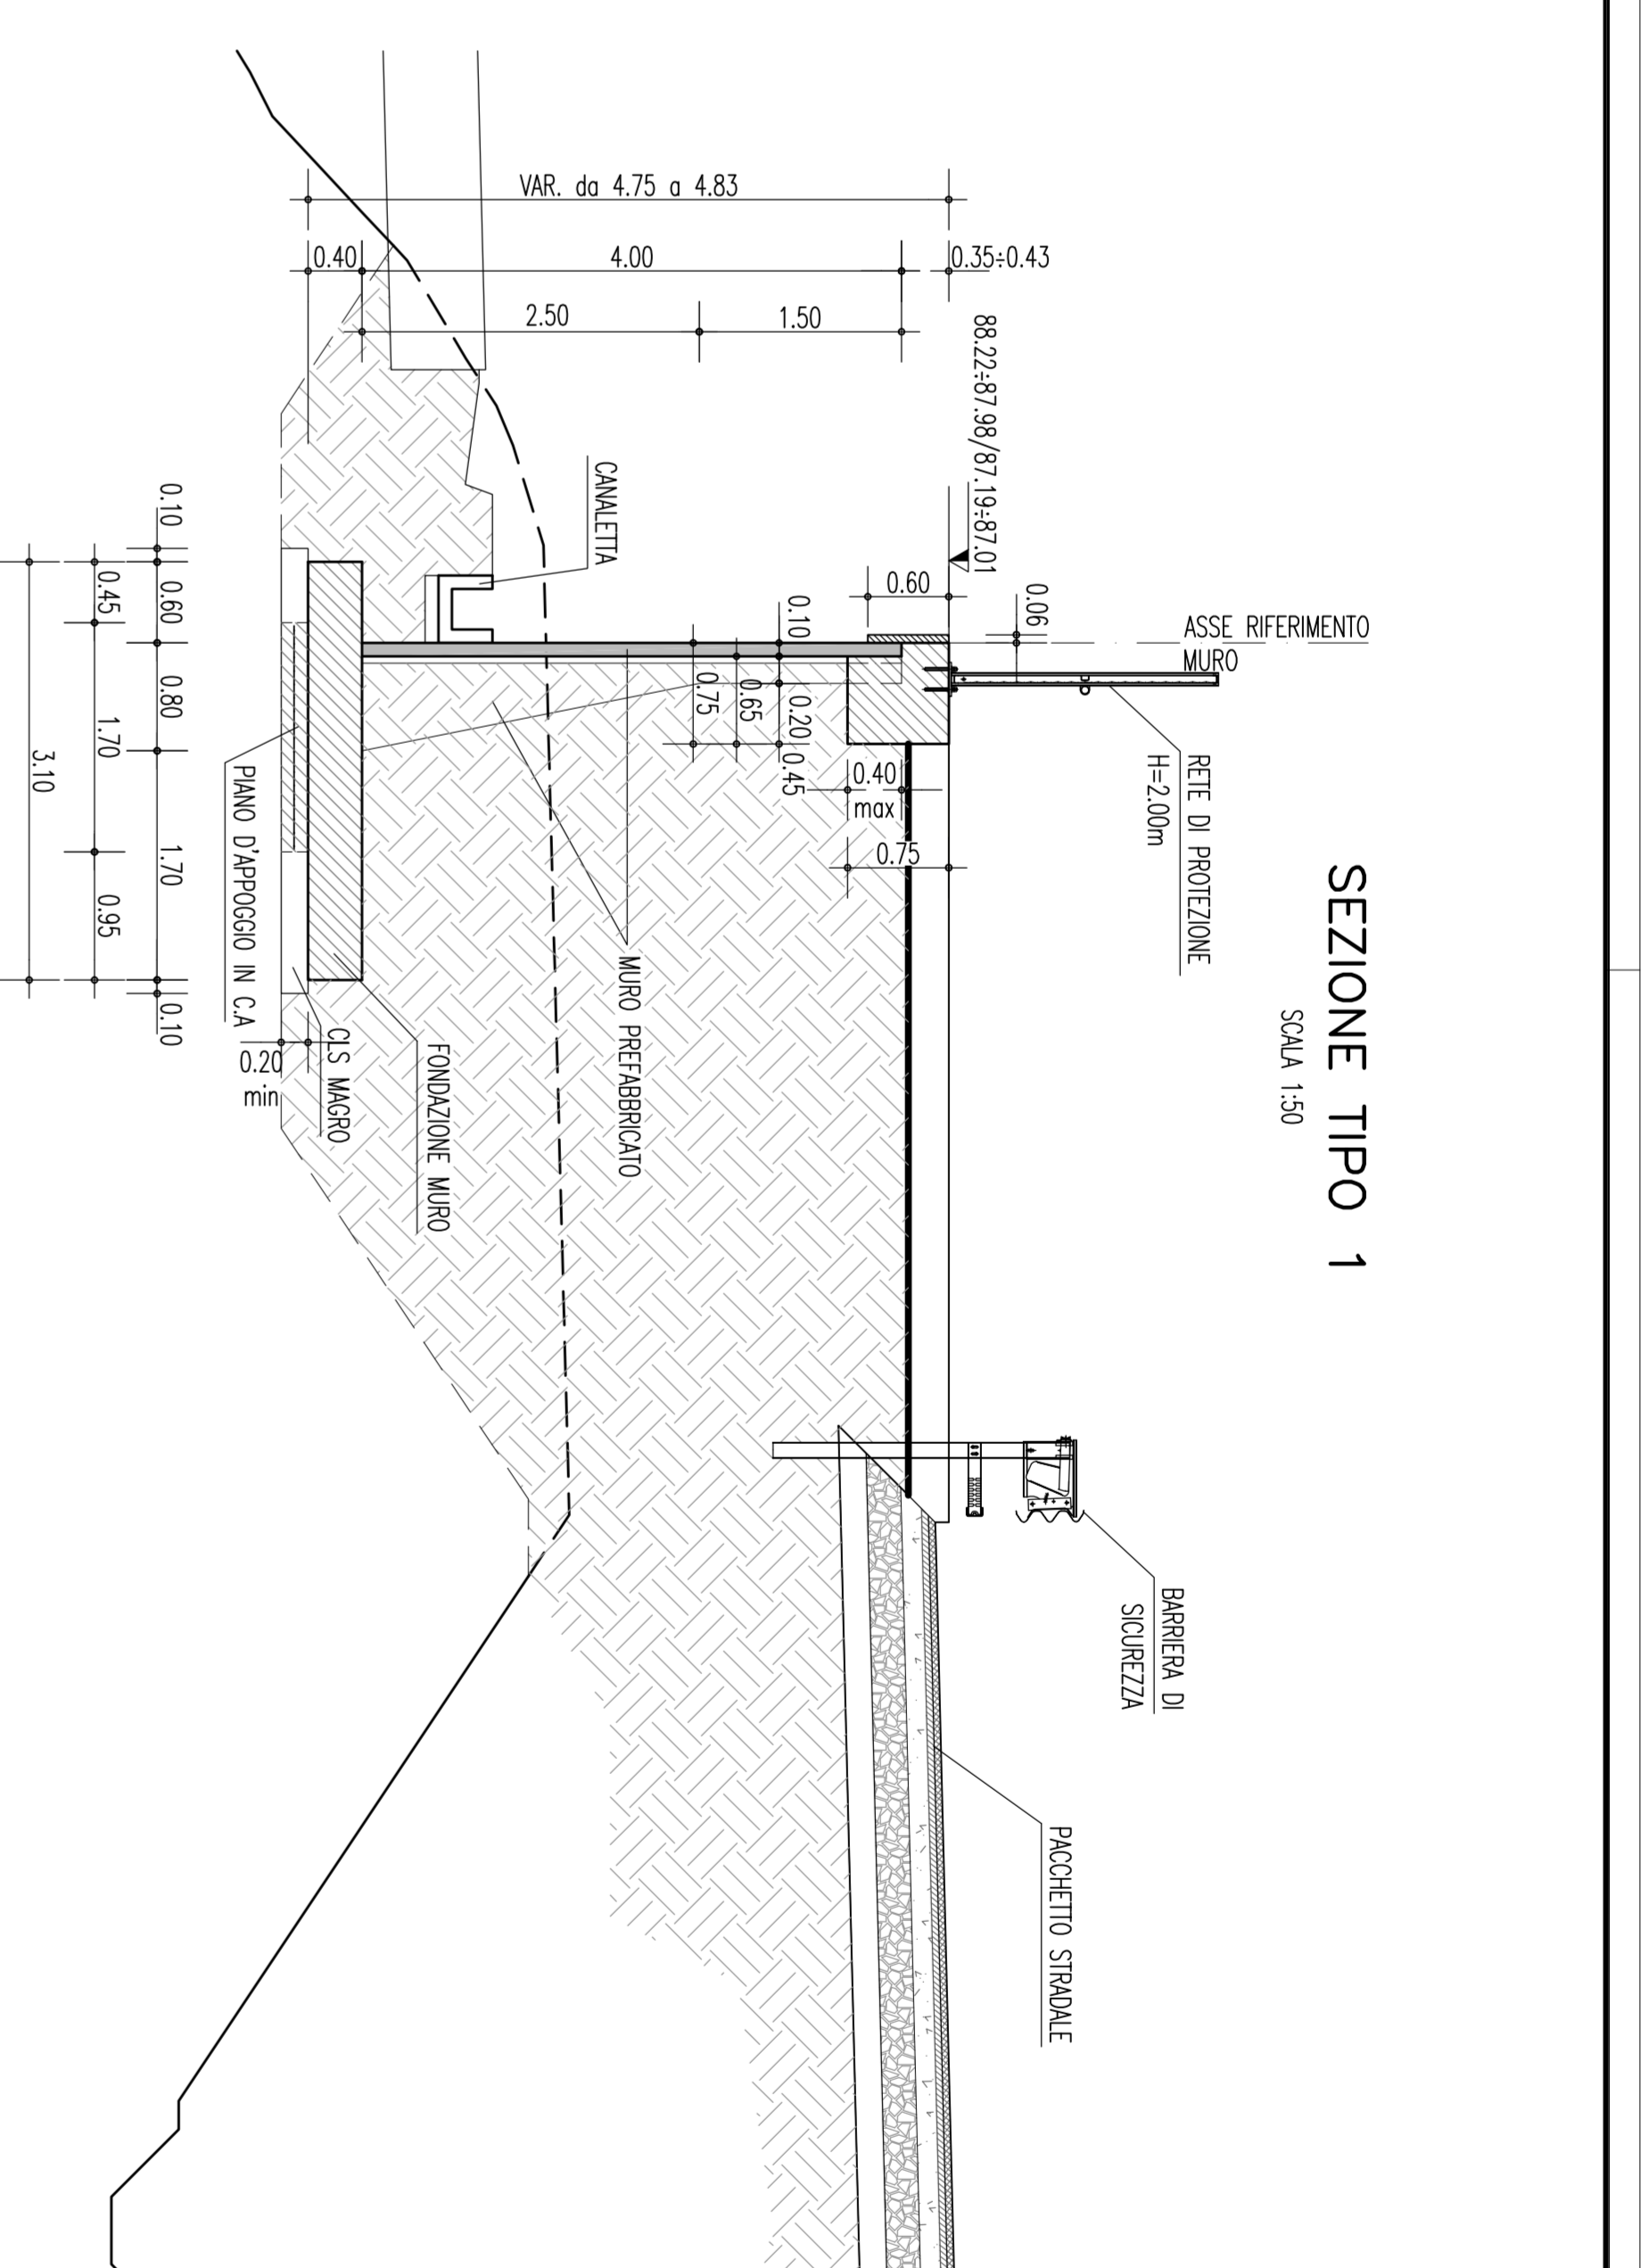 SEZIONE TIPO 1
SCALA 1:50
ASSE RIFERIMENTO
MURO
0.06
RETE DI PROTEZIONE
H=2.00m
BARRIERA DI
SICUREZZA
PACCHETTO STRADALE
88.22÷87.98/87.19÷87.01
0.35÷0.43
VAR. da 4.75 a 4.83
0.40
4.00
2.50
1.50
0.60
0.10
0.20
0.45
0.65
0.75
0.40
max
0.75
CANALETTA
MURO PREFABBRICATO
FONDAZIONE MURO
CLS MAGRO
0.20
min
PIANO D'APPOGGIO IN C.A
0.10
0.60
0.80
1.70
0.10
0.45
1.70
0.95
3.10